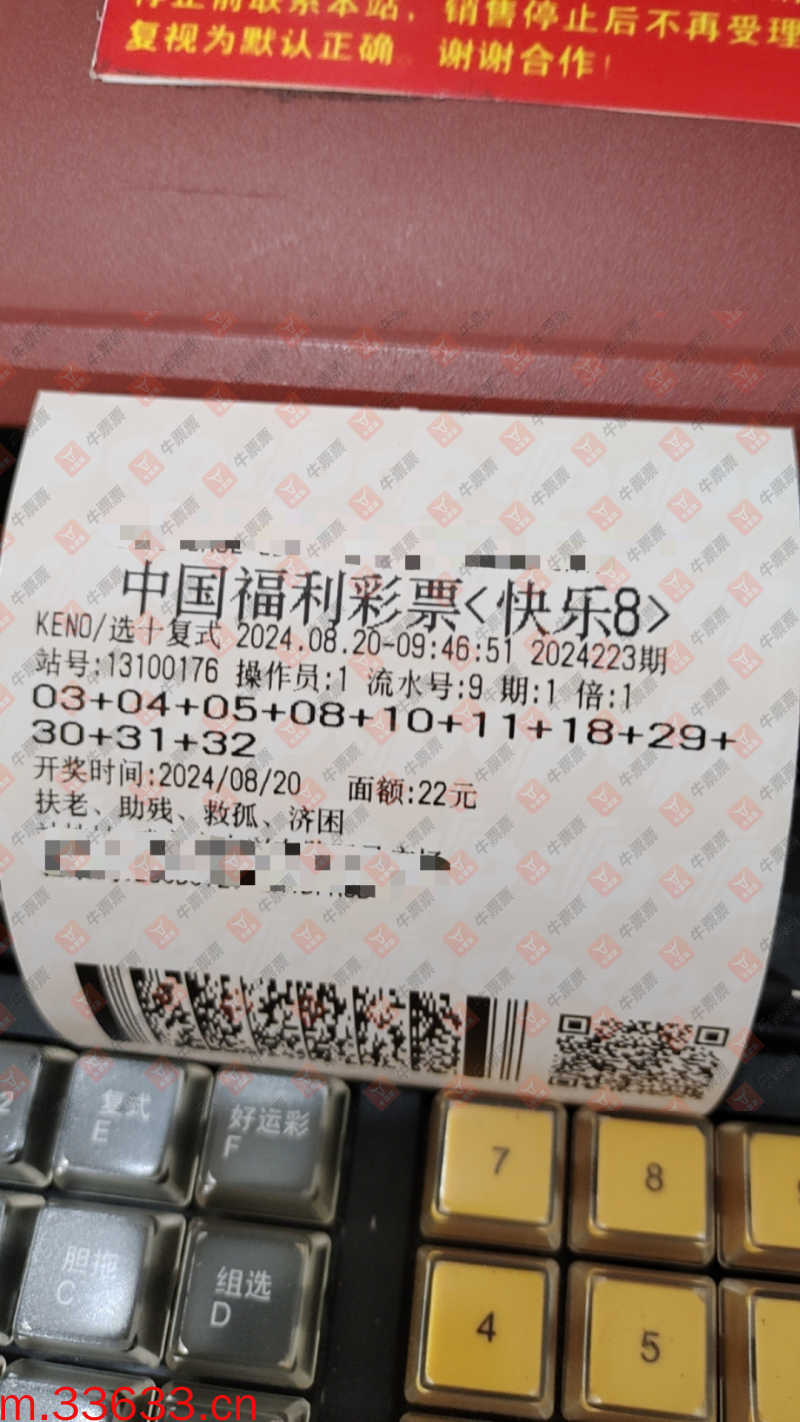 停止前联系本站，销售停止后不再受理
复视为默认正确 谢谢合作！
中国福利彩票<快乐8>
KENO/选十复式 2024.08.20-09:46:51 2024223期
站号:13100176 操作员:1 流水号:9 期:1 倍:1
03+04+05+08+10+11+18+29+
30+31+32
开奖时间:2024/08/20 面额:22元
扶老、助残、救孤、济困
牛票票
2
复式
E
好运彩
F
7
8
胆拖
C
组选
D
4
5
m.33633.cn